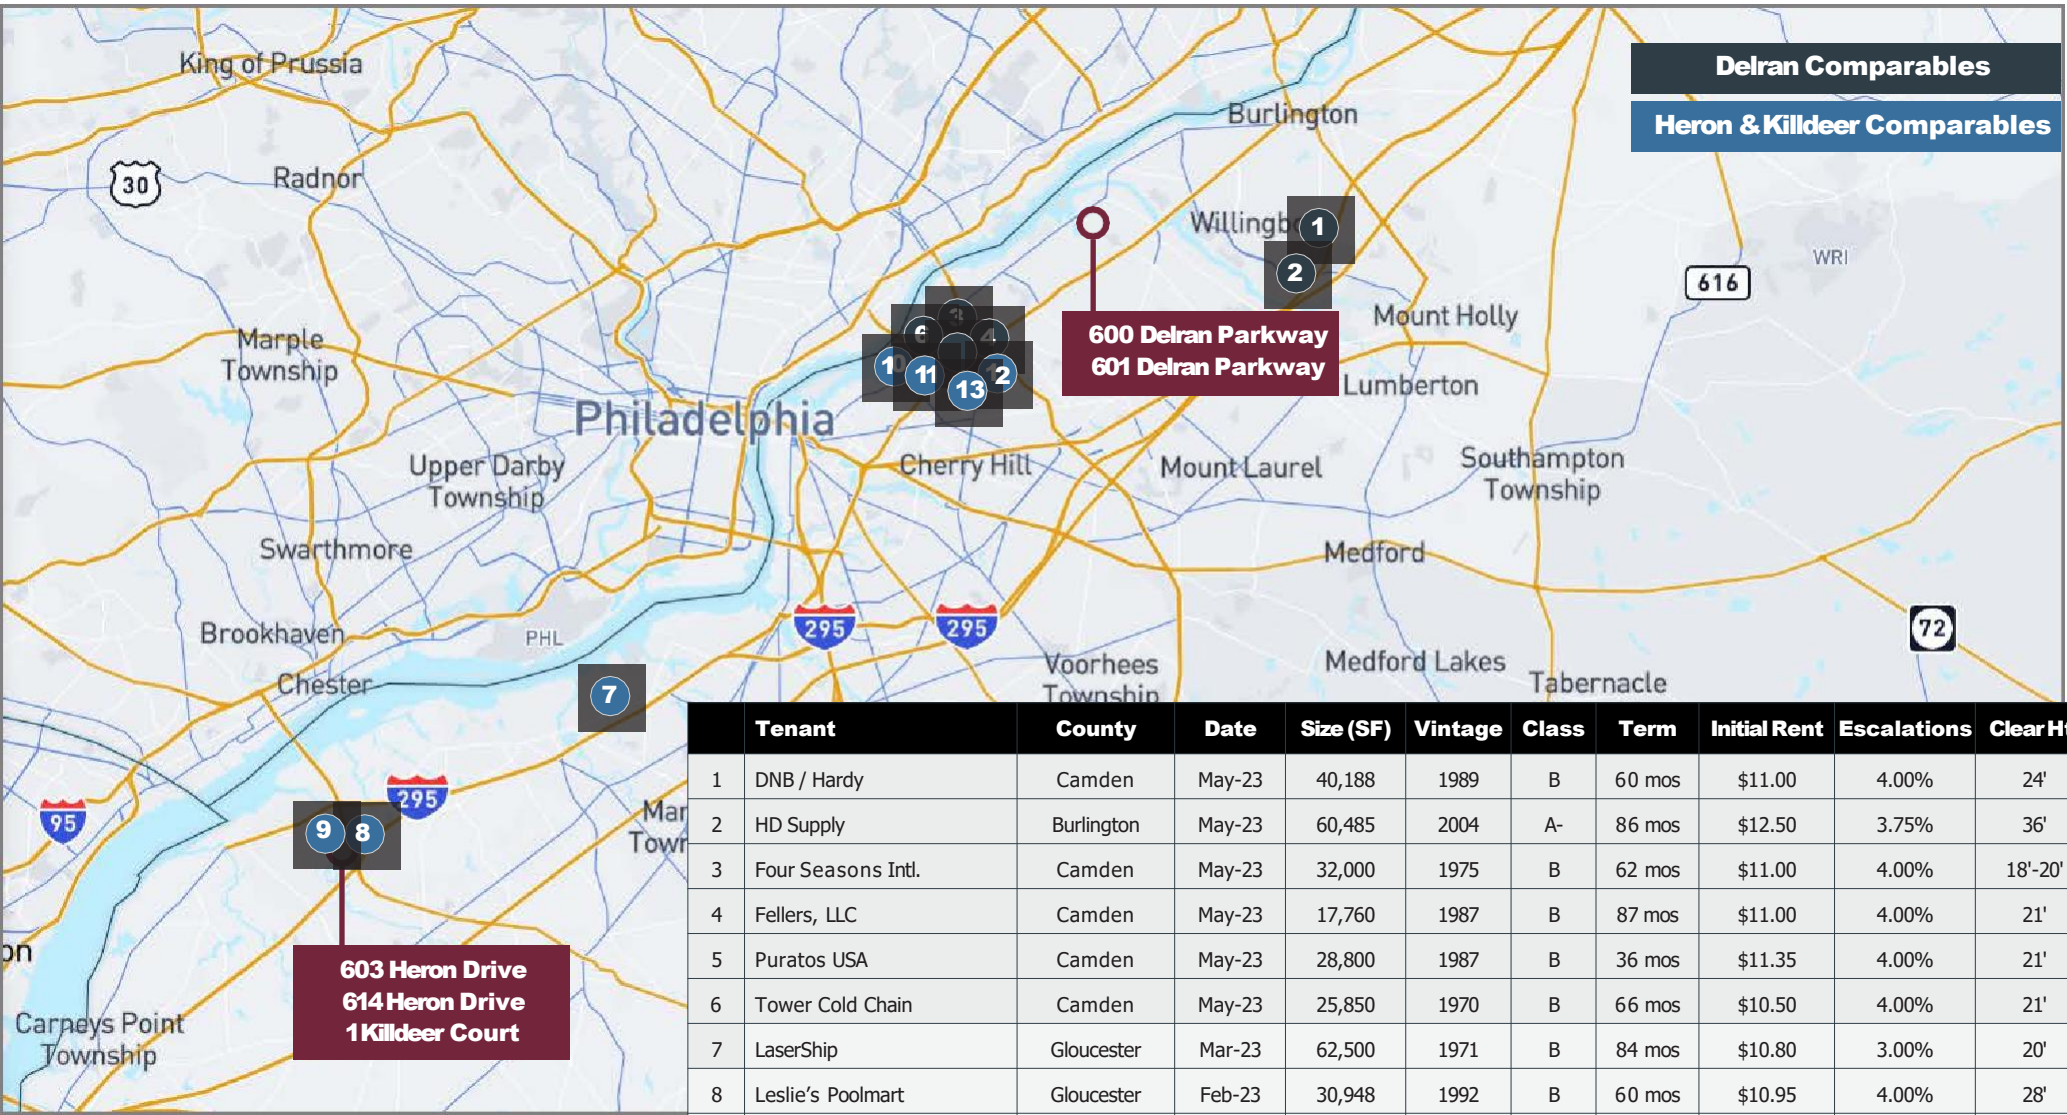 King of Prussia
Delran Comparables
Burlington
Heron & Killdeer Comparables
30
Radnor
Willingb
1
WRI
2
616
3
6
4
Mount Holly
Marple
Township
600 Delran Parkway
601 Delran Parkway
10
11
12
13
Lumberton
Philadelphia
Upper Darby
Township
Cherry Hill
Mount Laurel
Southampton
Township
Swarthmore
Medford
Brookhaven
PHL
295
295
72
Voorhees
Township
Medford Lakes
Tabernacle
Chester
7
295
95
9
8
Mar
Towr
on
603 Heron Drive
614 Heron Drive
1 Killdeer Court
Carneys Point
Township
Tenant County Date Size (SF) Vintage Class Term Initial Rent Escalations Clear Ht
1 DNB / Hardy Camden May-23 40,188 1989 B 60 mos $11.00 4.00% 24'
2 HD Supply Burlington May-23 60,485 2004 A- 86 mos $12.50 3.75% 36'
3 Four Seasons Intl. Camden May-23 32,000 1975 B 62 mos $11.00 4.00% 18'-20'
4 Fellers, LLC Camden May-23 17,760 1987 B 87 mos $11.00 4.00% 21'
5 Puratos USA Camden May-23 28,800 1987 B 36 mos $11.35 4.00% 21'
6 Tower Cold Chain Camden May-23 25,850 1970 B 66 mos $10.50 4.00% 21'
7 LaserShip Gloucester Mar-23 62,500 1971 B 84 mos $10.80 3.00% 20'
8 Leslie's Poolmart Gloucester Feb-23 30,948 1992 B 60 mos $10.95 4.00% 28'